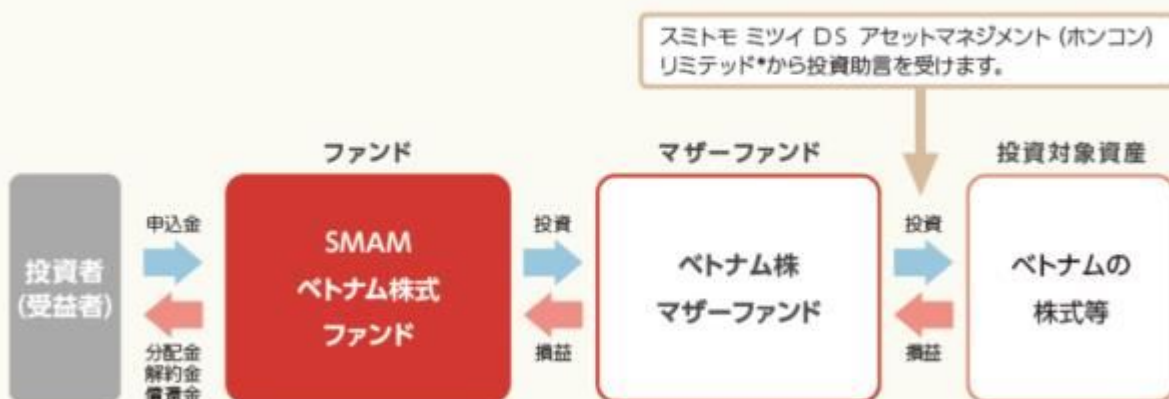 スミトモ ミツイ DS アセットマネジメント (ホンコン)
リミテッド*から投資助言を受けます。
ファンド
マザーファンド
投資対象資産
投資者
(受益者)
申込金
分配金
解約金
償還金
SMAM
ベトナム株式
ファンド
投資
損益
ベトナム株
マザーファンド
投資
損益
ベトナムの
株式等